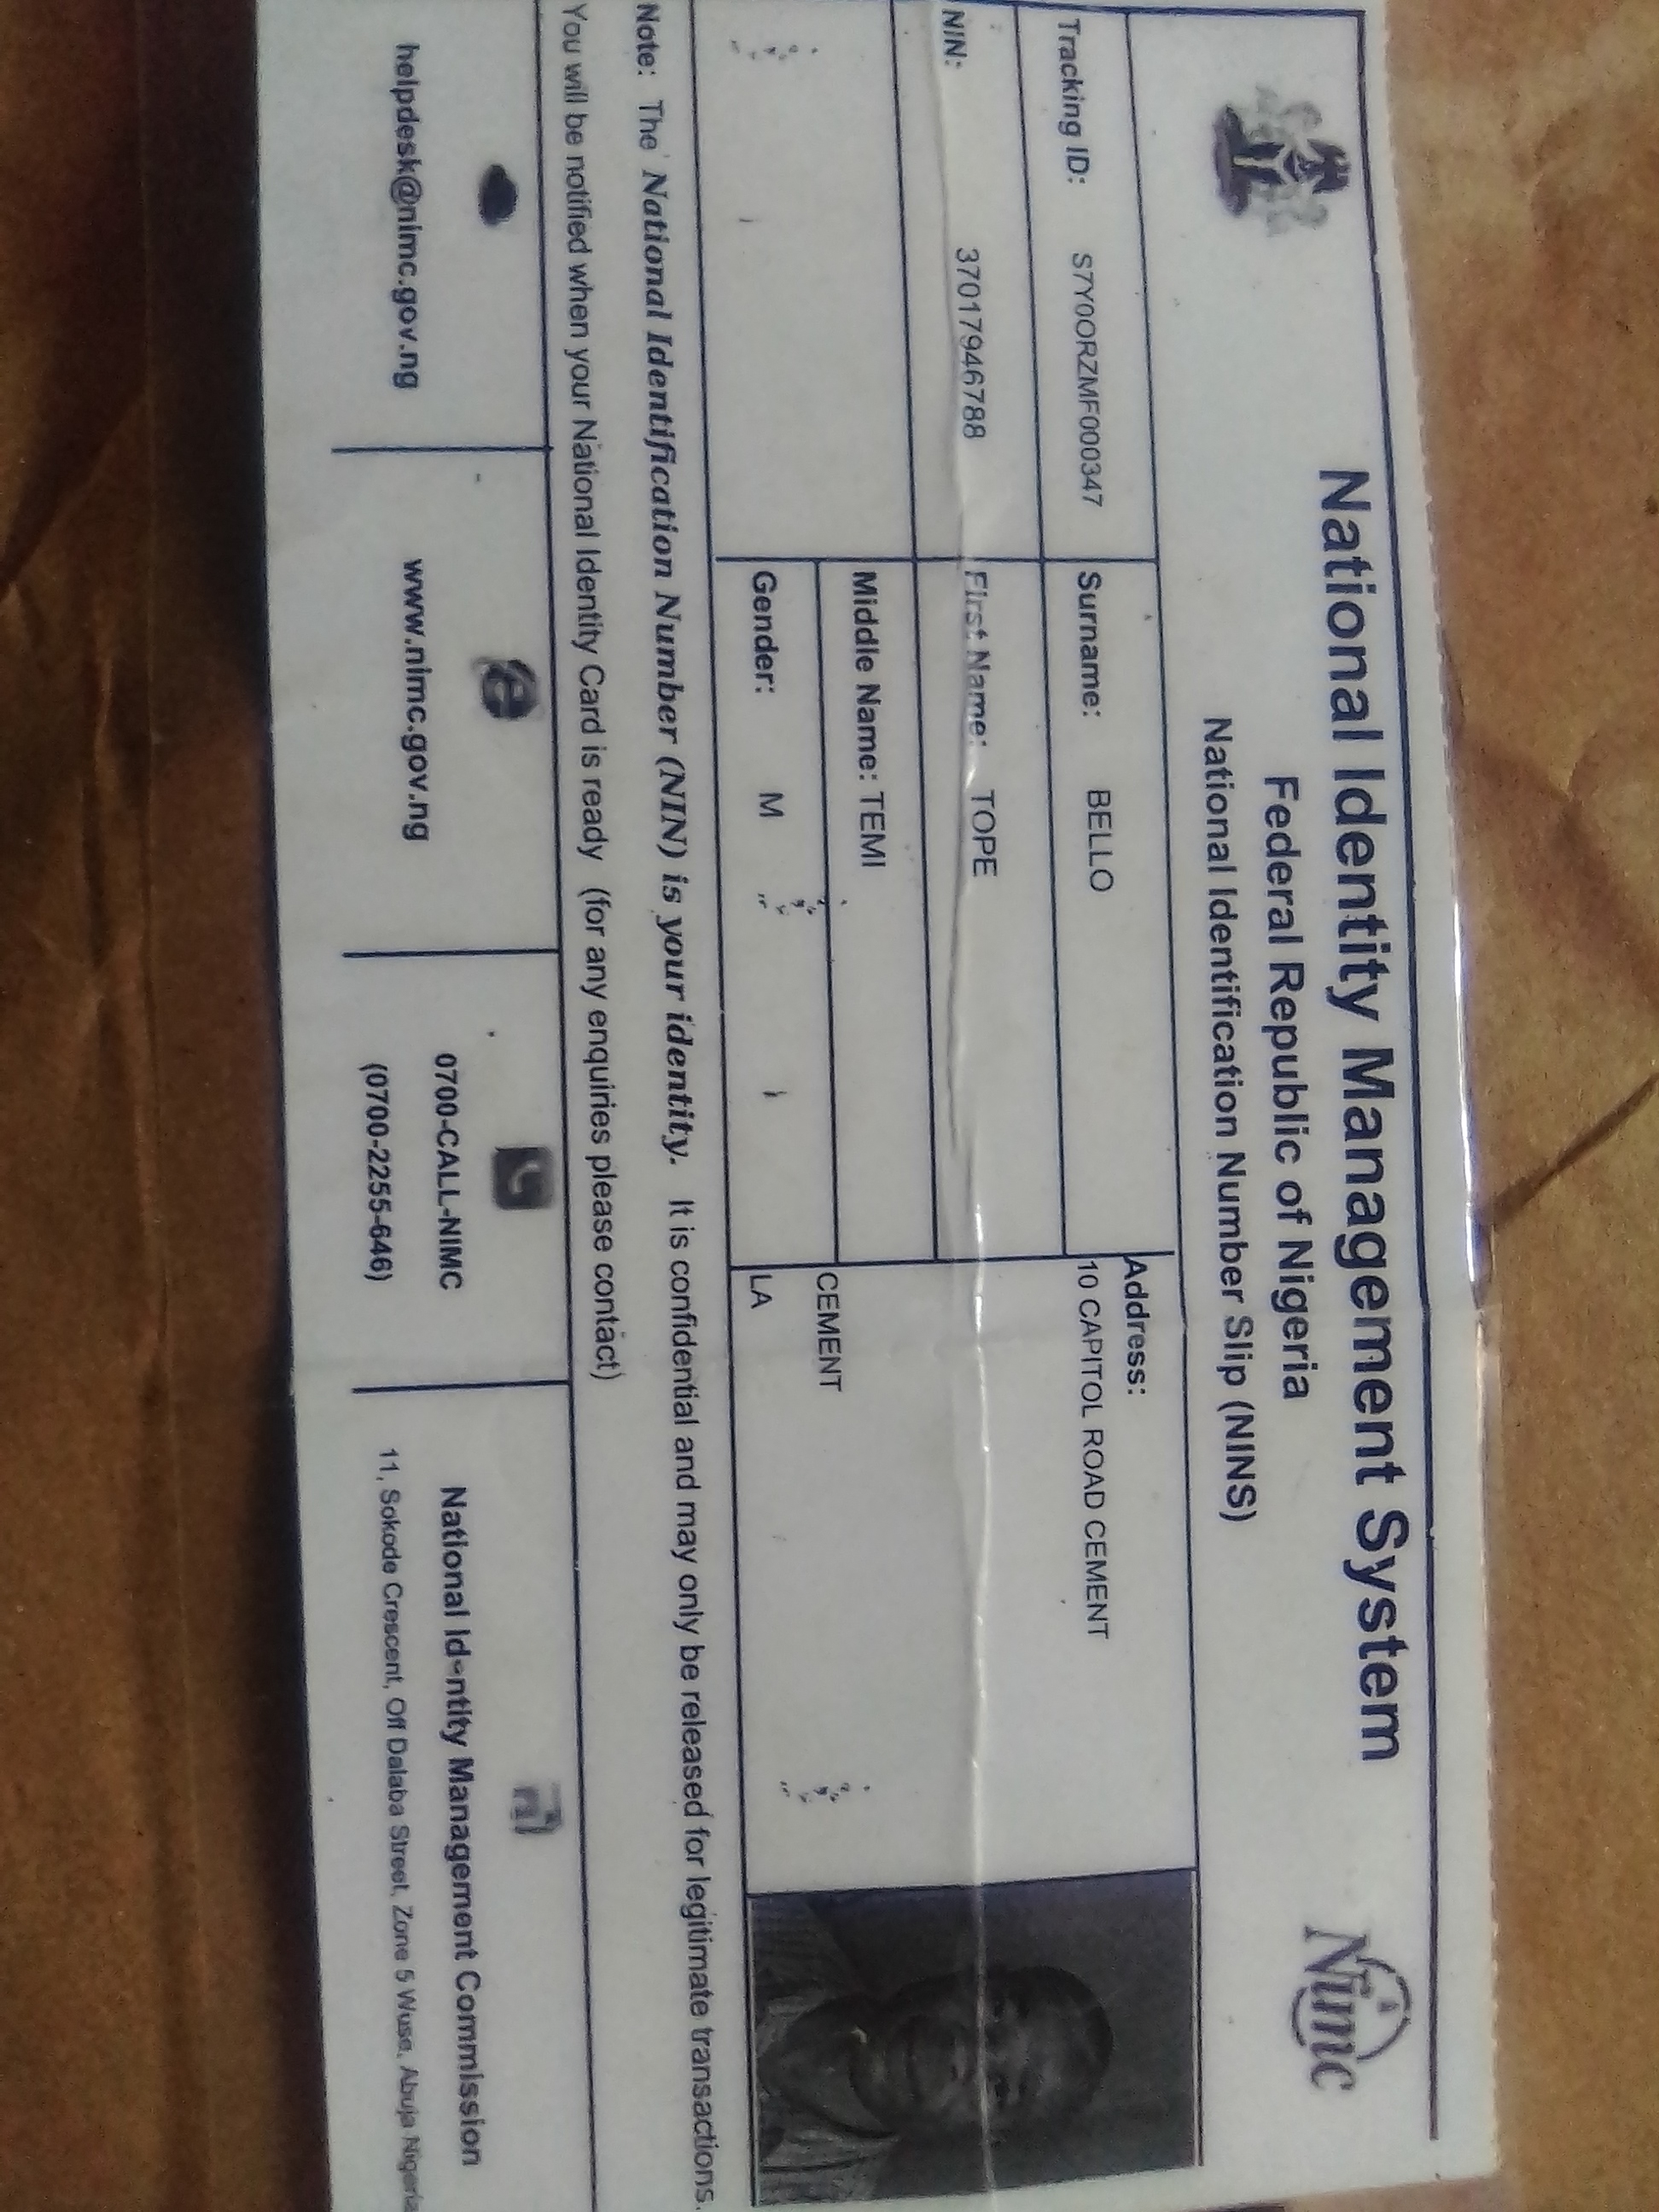 National Identity Management System
Federal Republic of Nigeria
National Identification Number Slip (NINS)
Nimc
Tracking ID: S7Y0ORZMF000347
Surname: BELLO
Address:
10 CAPITOL ROAD CEMENT
NIN: 37017946788
First Name: TOPE
Middle Name: TEMI
CEMENT
Gender: M
LA
Note: The National Identification Number (NIN) is your identity. It is confidential and may only be released for legitimate transactions.
You will be notified when your National Identity Card is ready (for any enquiries please contact)
helpdesk@nimc.gov.ng
www.nimc.gov.ng
0700-CALL-NIMC
(0700-2255-646)
National Identity Management Commission
11, Sokode Crescent, Off Dalaba Street, Zone 5 Wuse, Abuja Nigeria